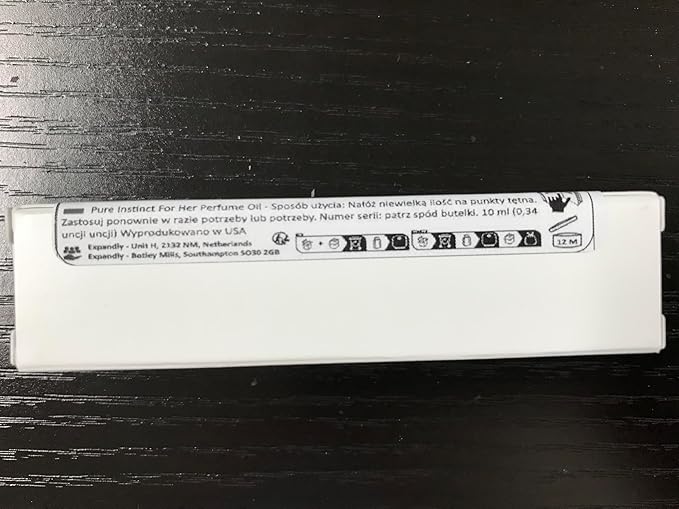 Pure Instinct For Her Perfume Oil - Sposób użycia: Nałóż niewielką ilość na punkty tętna.
Zastosuj ponownie w razie potrzeby lub potrzeby. Numer serii: patrz spód butelki. 10 ml (0,34
uncji uncji) Wyprodukowano w USA
Expandly - Unit H, 2132 NM, Netherlands
Expandly - Botley Mills, Southampton SO30 2GB
12 M